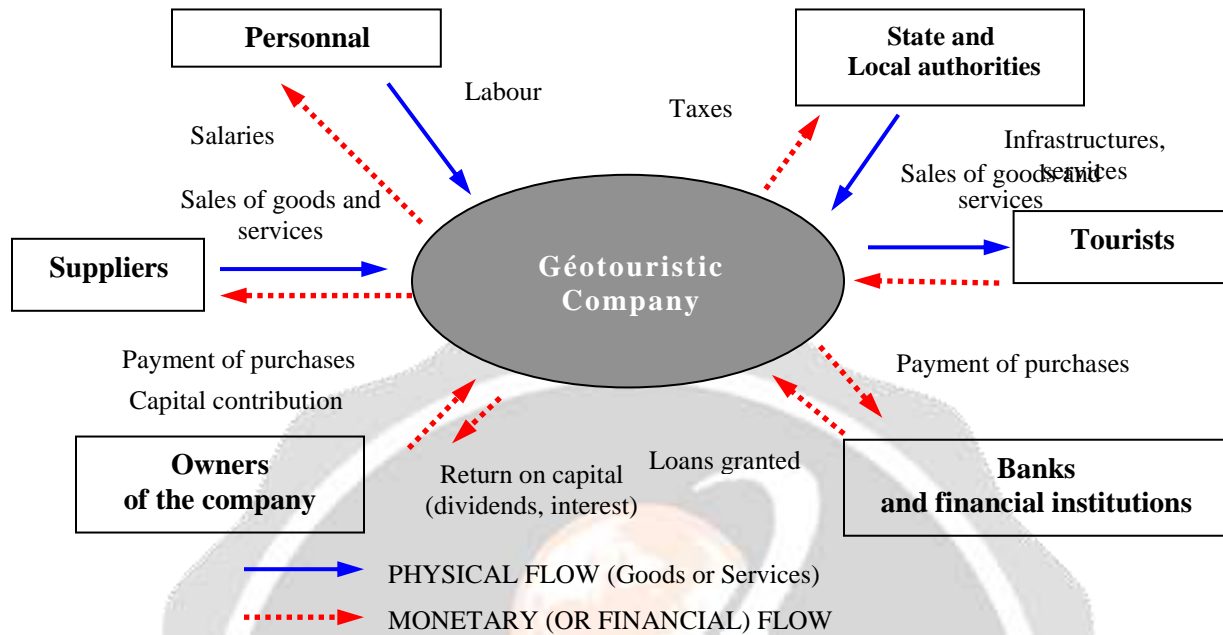 Personnal
State and
Local authorities
Labour
Taxes
Salaries
Infrastructures,
services
Sales of goods and
services
Sales of goods and
services
Suppliers
Géotouristic
Company
Tourists
Payment of purchases
Payment of purchases
Capital contribution
Owners
of the company
Return on capital
(dividends, interest)
Loans granted
Banks
and financial institutions
PHYSICAL FLOW (Goods or Services)
MONETARY (OR FINANCIAL) FLOW